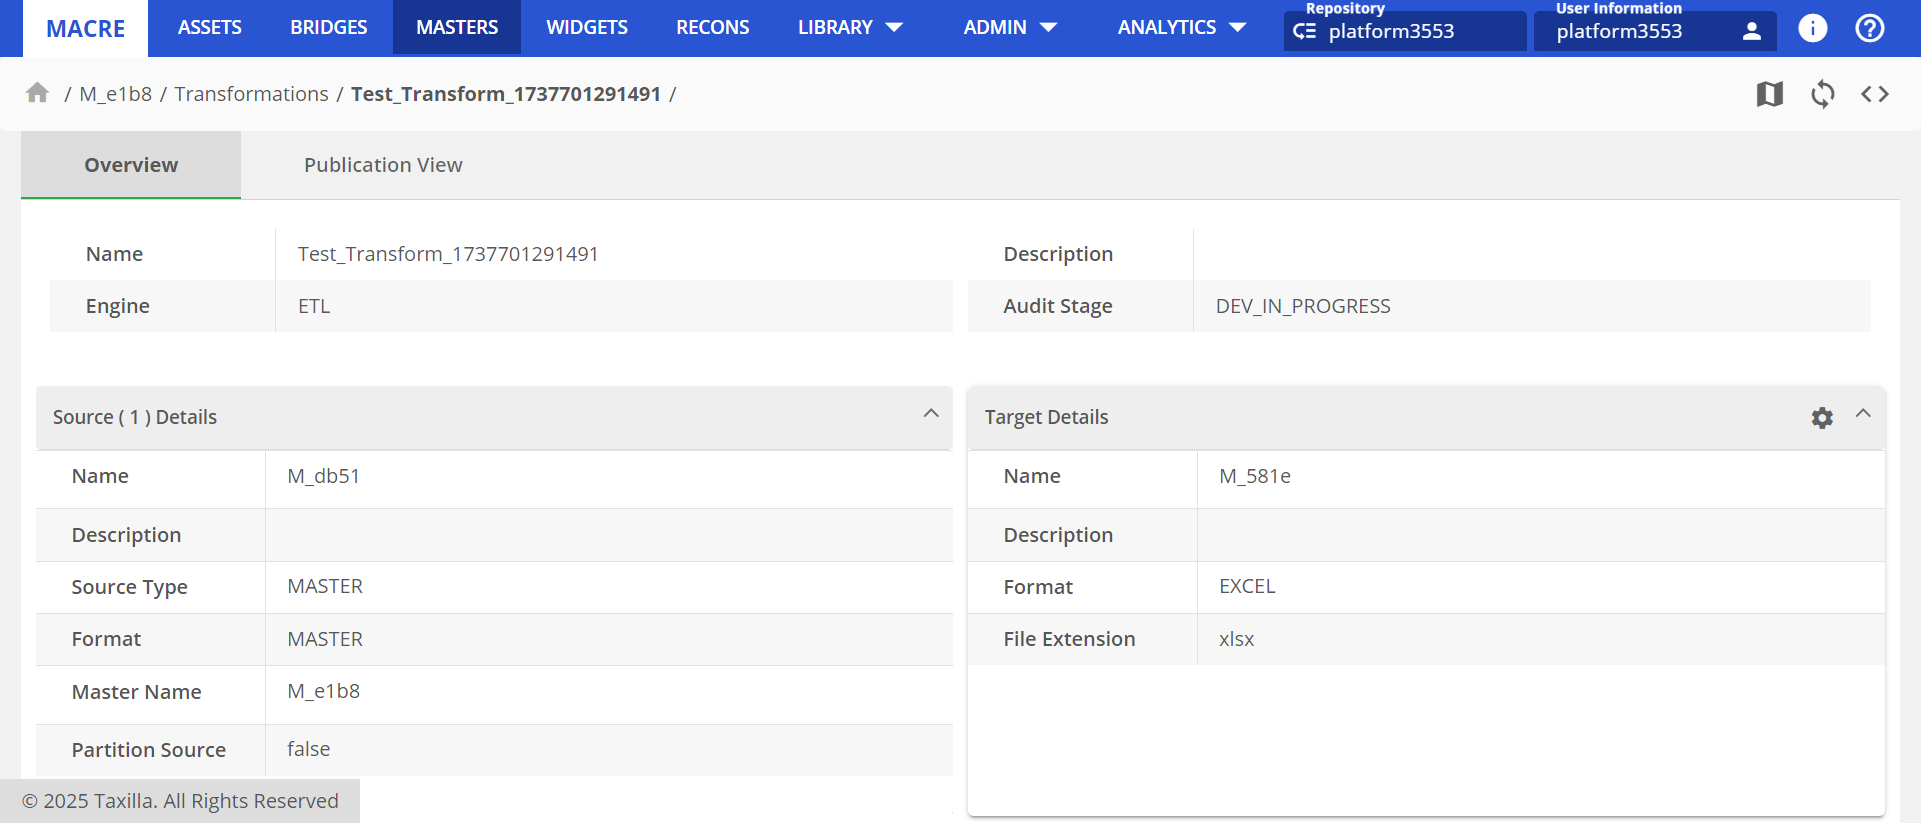 MACRE ASSETS BRIDGES MASTERS WIDGETS RECONS LIBRARY ADMIN ANALYTICS Repository platform3553 User Information platform3553
/ M_e1b8 / Transformations / Test_Transform_1737701291491 /
Overview Publication View
Name Test_Transform_1737701291491 Description
Engine ETL Audit Stage DEV_IN_PROGRESS
Source ( 1 ) Details
Name M_db51
Description
Source Type MASTER
Format MASTER
Master Name M_e1b8
Partition Source false
Target Details
Name M_581e
Description
Format EXCEL
File Extension xlsx
© 2025 Taxilla. All Rights Reserved